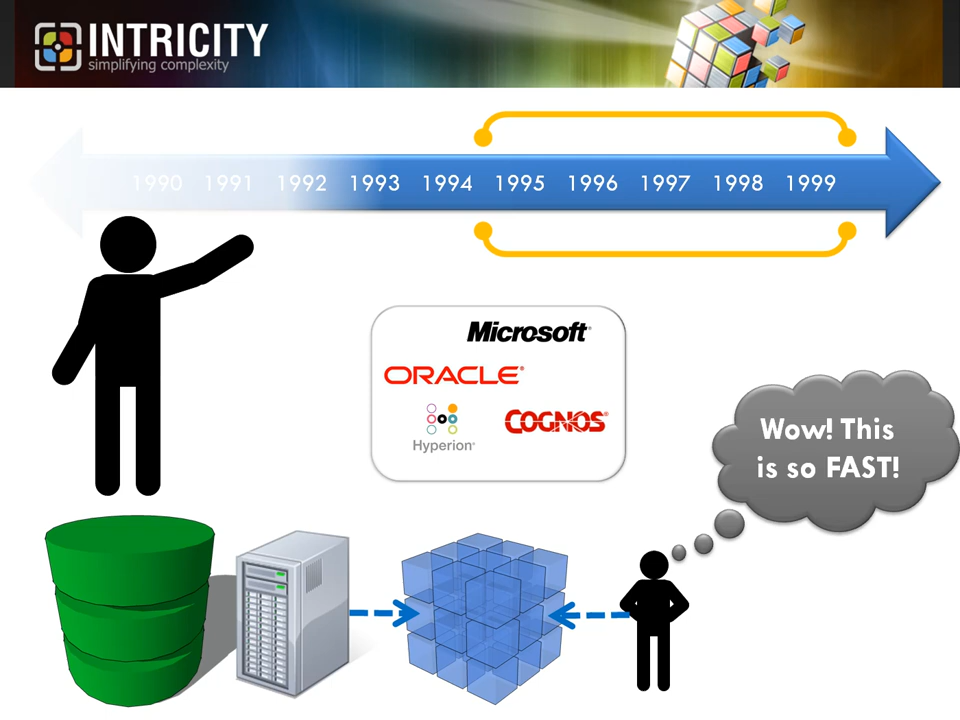 INTRICITY
simplifying complexity
1990 1991 1992 1993 1994 1995 1996 1997 1998 1999
Microsoft®
ORACLE®
Hyperion®
COGNOS®
Wow! This
is so FAST!